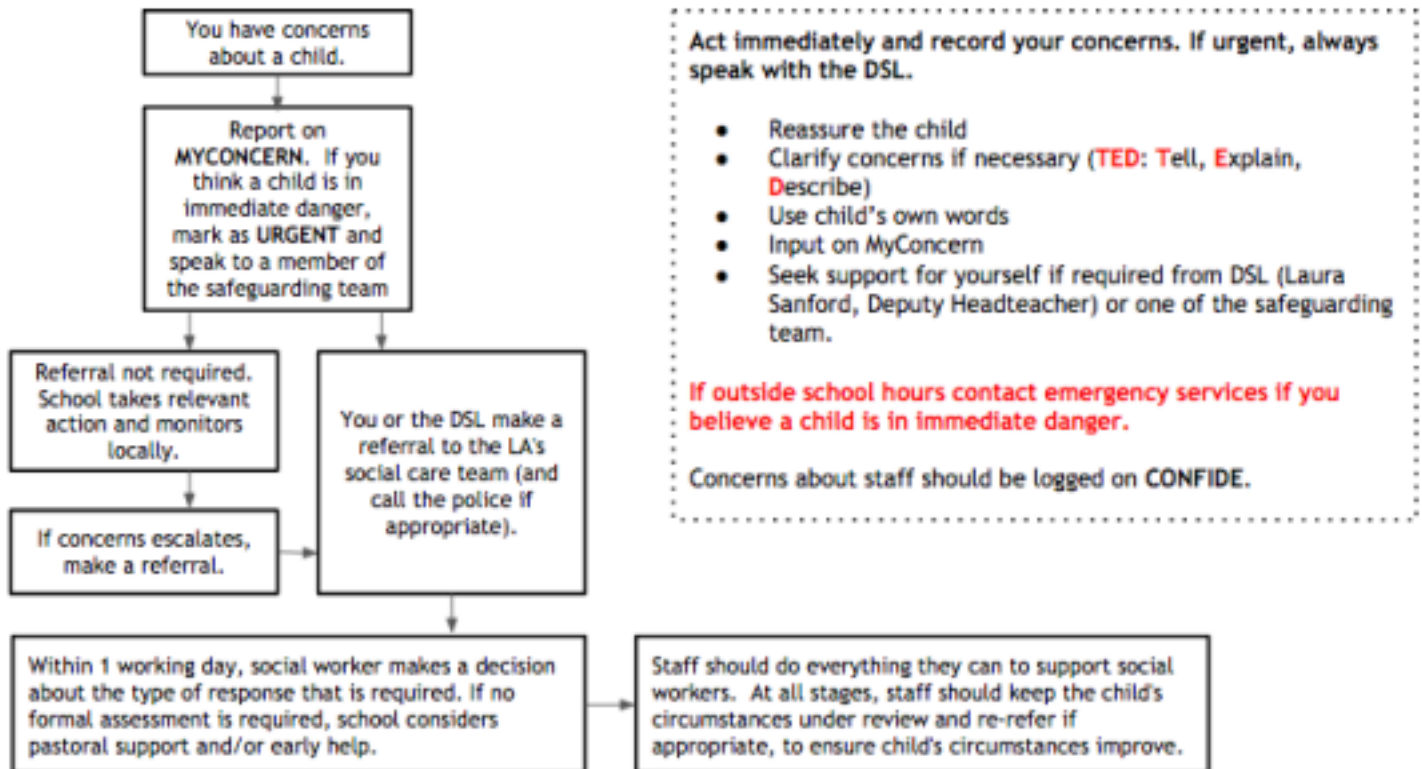 You have concerns
about a child.
Report on
MYCONCERN. If you
think a child is in
immediate danger,
mark as URGENT and
speak to a member of
the safeguarding team
Referral not required.
School takes relevant
action and monitors
locally.
If concerns escalates,
make a referral.
You or the DSL make a
referral to the LA's
social care team (and
call the police if
appropriate).
Within 1 working day, social worker makes a decision
about the type of response that is required. If no
formal assessment is required, school considers
pastoral support and/or early help.
Staff should do everything they can to support social
workers. At all stages, staff should keep the child's
circumstances under review and re-refer if
appropriate, to ensure child's circumstances improve.
Act immediately and record your concerns. If urgent, always
speak with the DSL.
● Reassure the child
● Clarify concerns if necessary (TED: Tell, Explain,
Describe)
● Use child's own words
● Input on MyConcern
● Seek support for yourself if required from DSL (Laura
Sanford, Deputy Headteacher) or one of the safeguarding
team.
If outside school hours contact emergency services if you
believe a child is in immediate danger.
Concerns about staff should be logged on CONFIDE.